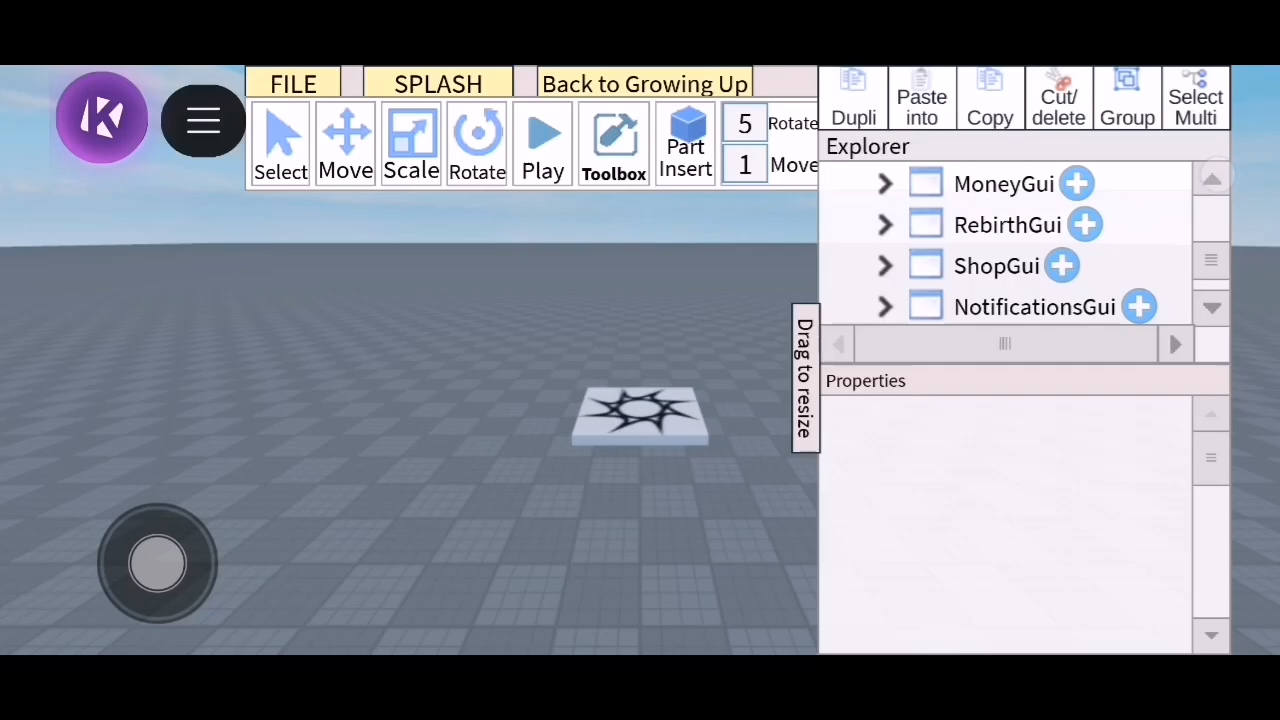 FILE
SPLASH
Back to Growing Up
Select
Move
Scale
Rotate
Play
Toolbox
Part
Insert
5
Rotate
1
Move
Dupli
Paste
into
Copy
Cut/
delete
Group
Select
Multi
Explorer
MoneyGui
RebirthGui
ShopGui
NotificationsGui
Drag to resize
Properties